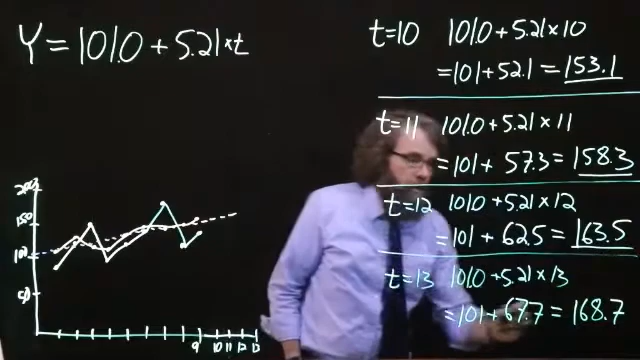 Y = 101.0 + 5.21 × t
t=10 101.0 + 5.21 × 10
= 101 + 52.1 = 153.1
t=11 101.0 + 5.21 × 11
= 101 + 57.3 = 158.3
t=12 101.0 + 5.21 × 12
= 101 + 62.5 = 163.5
t=13 101.0 + 5.21 × 13
= 101 + 67.7 = 168.7
200
150
100
50
9 10 11 12 13